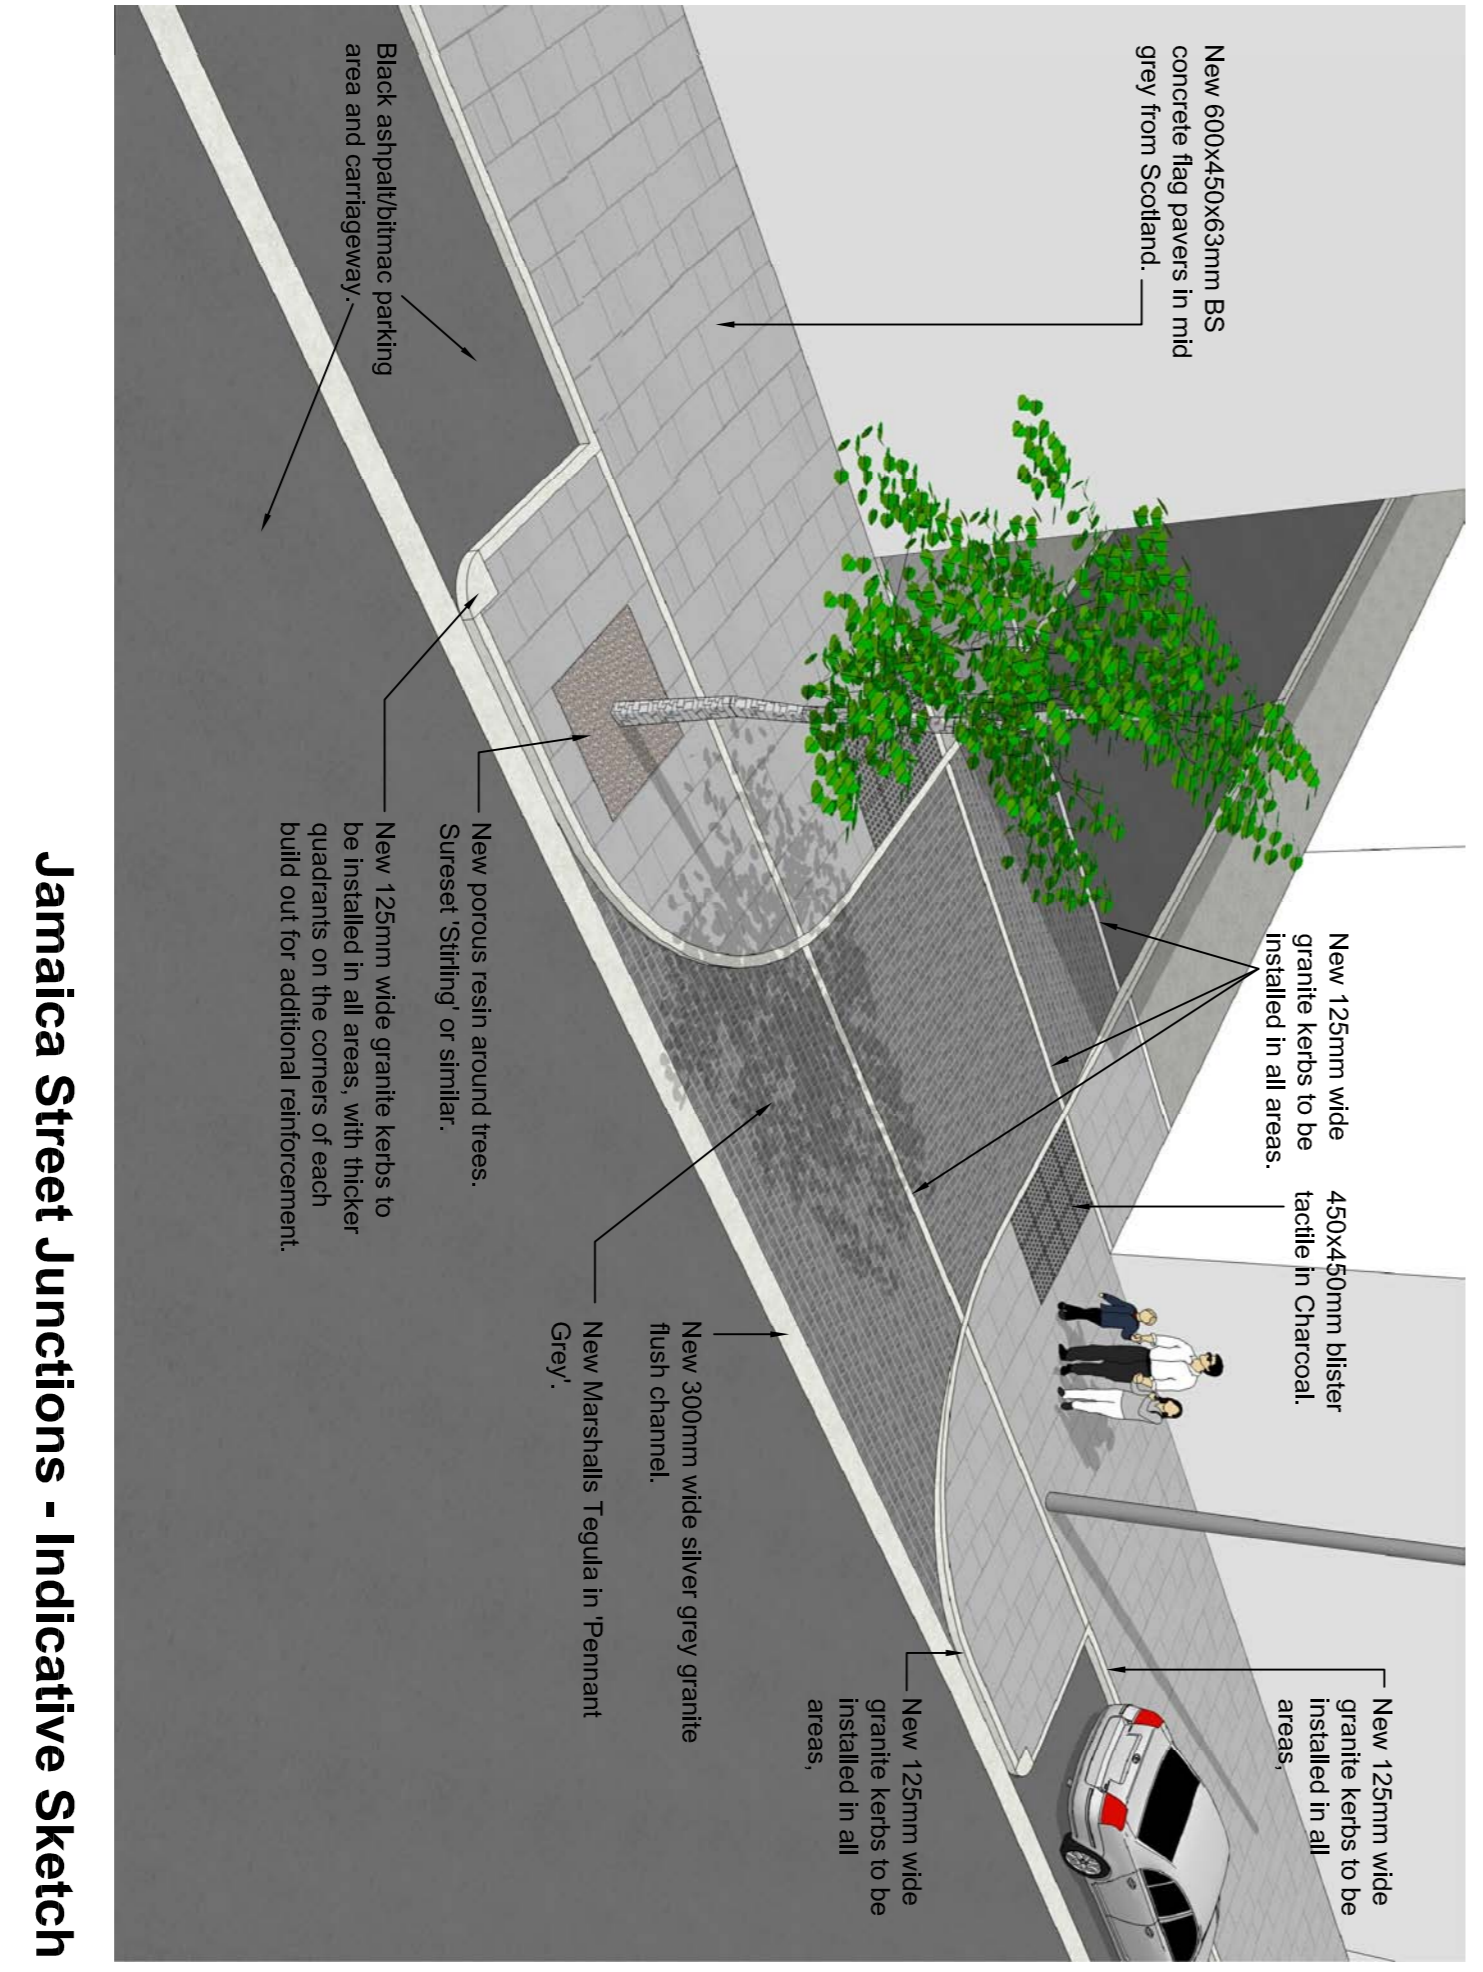 New 600x450x63mm BS
concrete flag pavers in mid
grey from Scotland.
New 125mm wide
granite kerbs to be
installed in all areas.
450x450mm blister
tactile in Charcoal.
New 125mm wide
granite kerbs to be
installed in all
areas,
Black ashpalt/bitmac parking
area and carriageway.
New porous resin around trees.
Sureset 'Stirling' or similar.
New 125mm wide granite kerbs to
be installed in all areas, with thicker
quadrants on the corners of each
build out for additional reinforcement.
New 300mm wide silver grey granite
flush channel.
New Marshalls Tegula in 'Pennant
Grey'.
New 125mm wide
granite kerbs to be
installed in all
areas,
Jamaica Street Junctions - Indicative Sketch